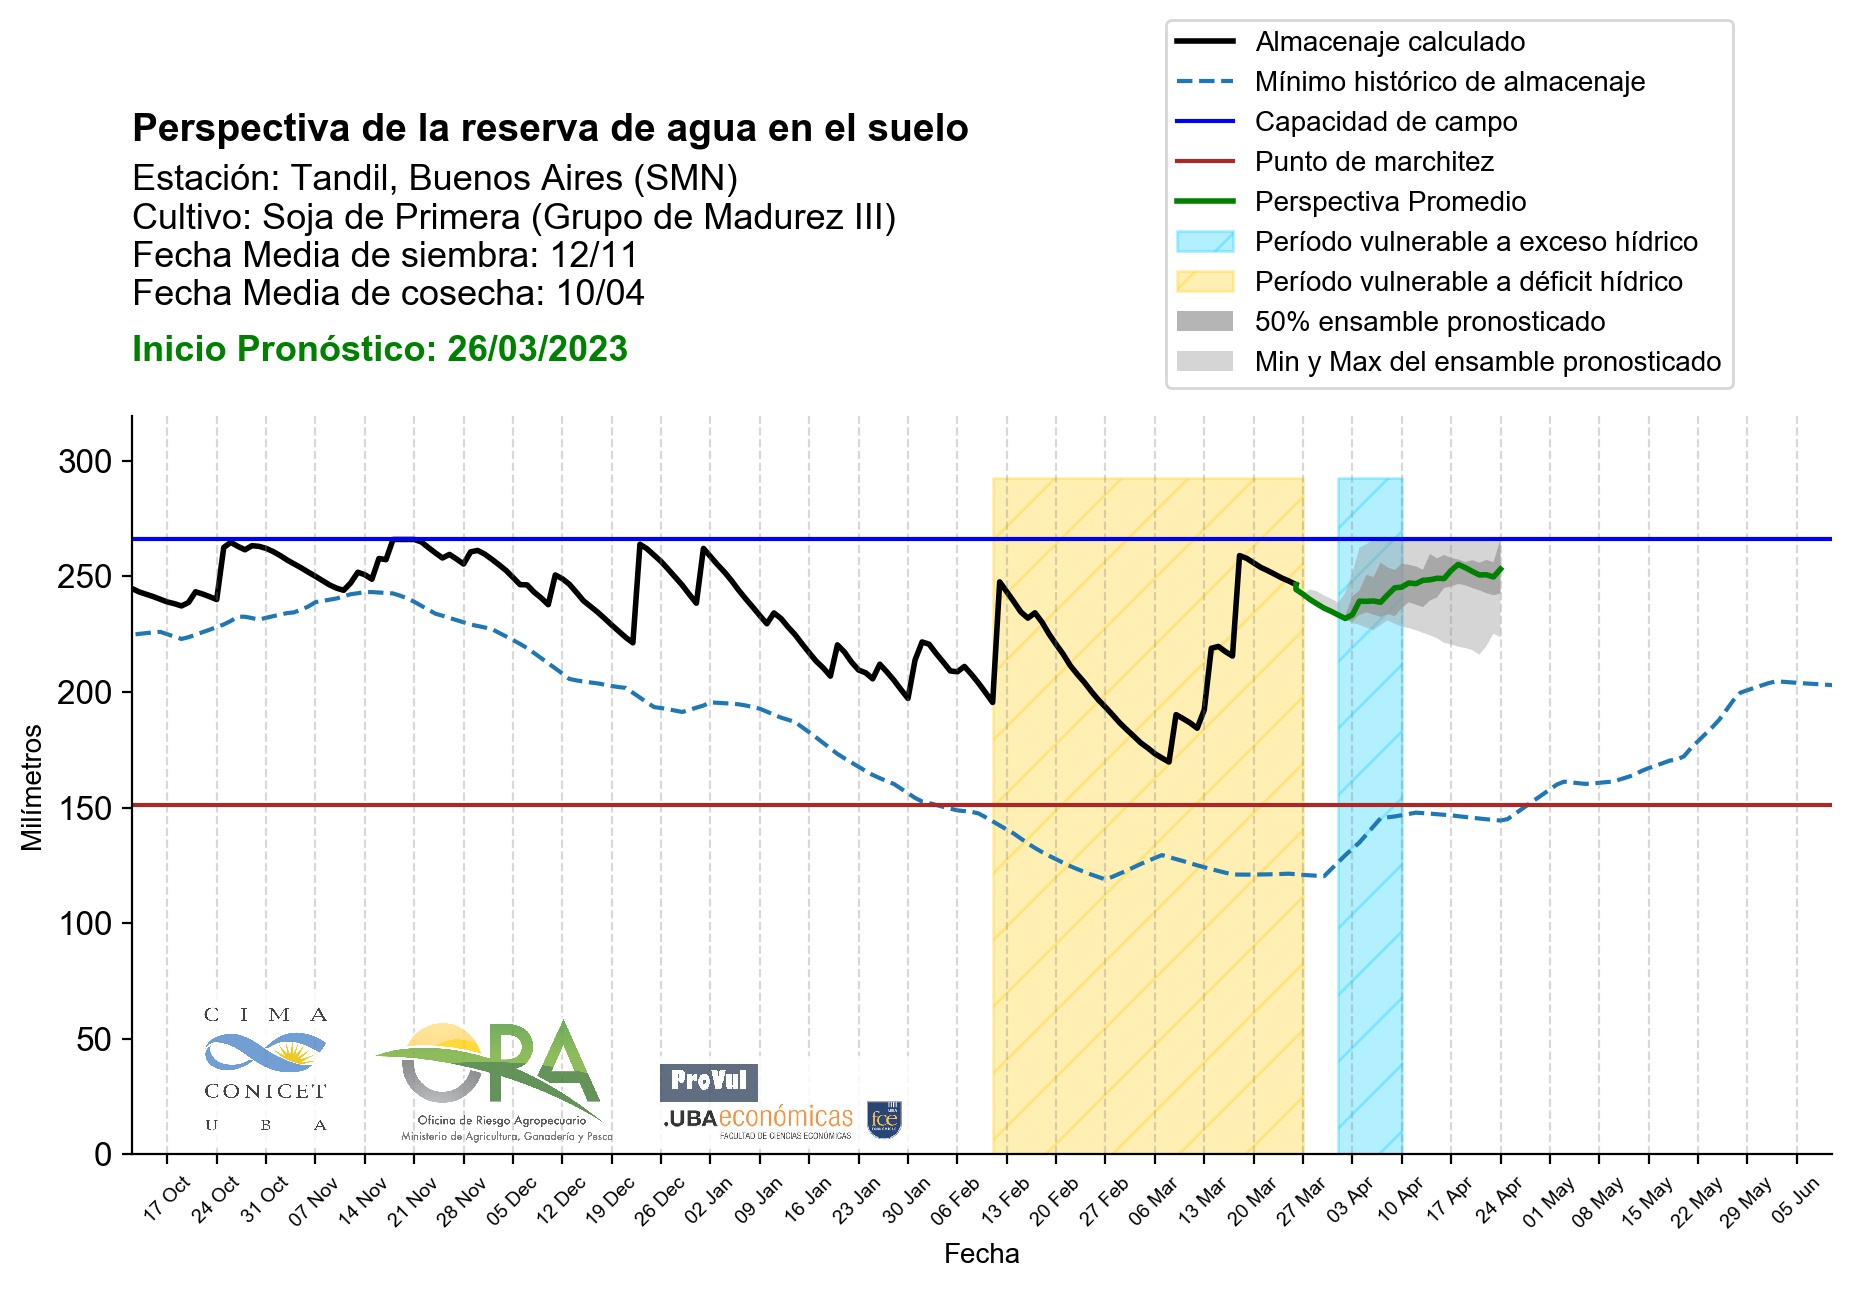 Almacenaje calculado
Mínimo histórico de almacenaje
Capacidad de campo
Punto de marchitez
Perspectiva Promedio
Período vulnerable a exceso hídrico
Período vulnerable a déficit hídrico
50% ensamble pronosticado
Min y Max del ensamble pronosticado
Perspectiva de la reserva de agua en el suelo
Estación: Tandil, Buenos Aires (SMN)
Cultivo: Soja de Primera (Grupo de Madurez III)
Fecha Media de siembra: 12/11
Fecha Media de cosecha: 10/04
Inicio Pronóstico: 26/03/2023
300
250
200
150
100
50
0
Milímetros
C I M A
CONICET
U B A
ORA
Oficina de Riesgo Agropecuario
Ministerio de Agricultura, Ganadería y Pesca
ProVul
.UBAeconómicas
FACULTAD DE CIENCIAS ECONÓMICAS
fce
17 Oct
24 Oct
31 Oct
07 Nov
14 Nov
21 Nov
28 Nov
05 Dec
12 Dec
19 Dec
26 Dec
02 Jan
09 Jan
16 Jan
23 Jan
30 Jan
06 Feb
13 Feb
20 Feb
27 Feb
06 Mar
13 Mar
20 Mar
27 Mar
03 Apr
10 Apr
17 Apr
24 Apr
01 May
08 May
15 May
22 May
29 May
05 Jun
Fecha